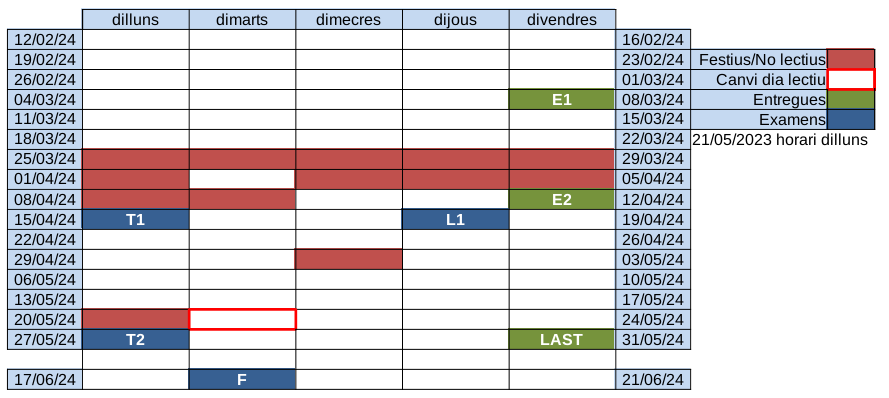 dilluns dimarts dimecres dijous divendres
12/02/24 16/02/24
19/02/24 23/02/24 Festius/No lectius
26/02/24 01/03/24 Canvi dia lectiu
04/03/24 E1 08/03/24 Entregues
11/03/24 15/03/24 Examens
18/03/24 22/03/24 21/05/2023 horari dilluns
25/03/24 29/03/24
01/04/24 05/04/24
08/04/24 E2 12/04/24
15/04/24 T1 L1 19/04/24
22/04/24 26/04/24
29/04/24 03/05/24
06/05/24 10/05/24
13/05/24 17/05/24
20/05/24 24/05/24
27/05/24 T2 LAST 31/05/24
17/06/24 F 21/06/24